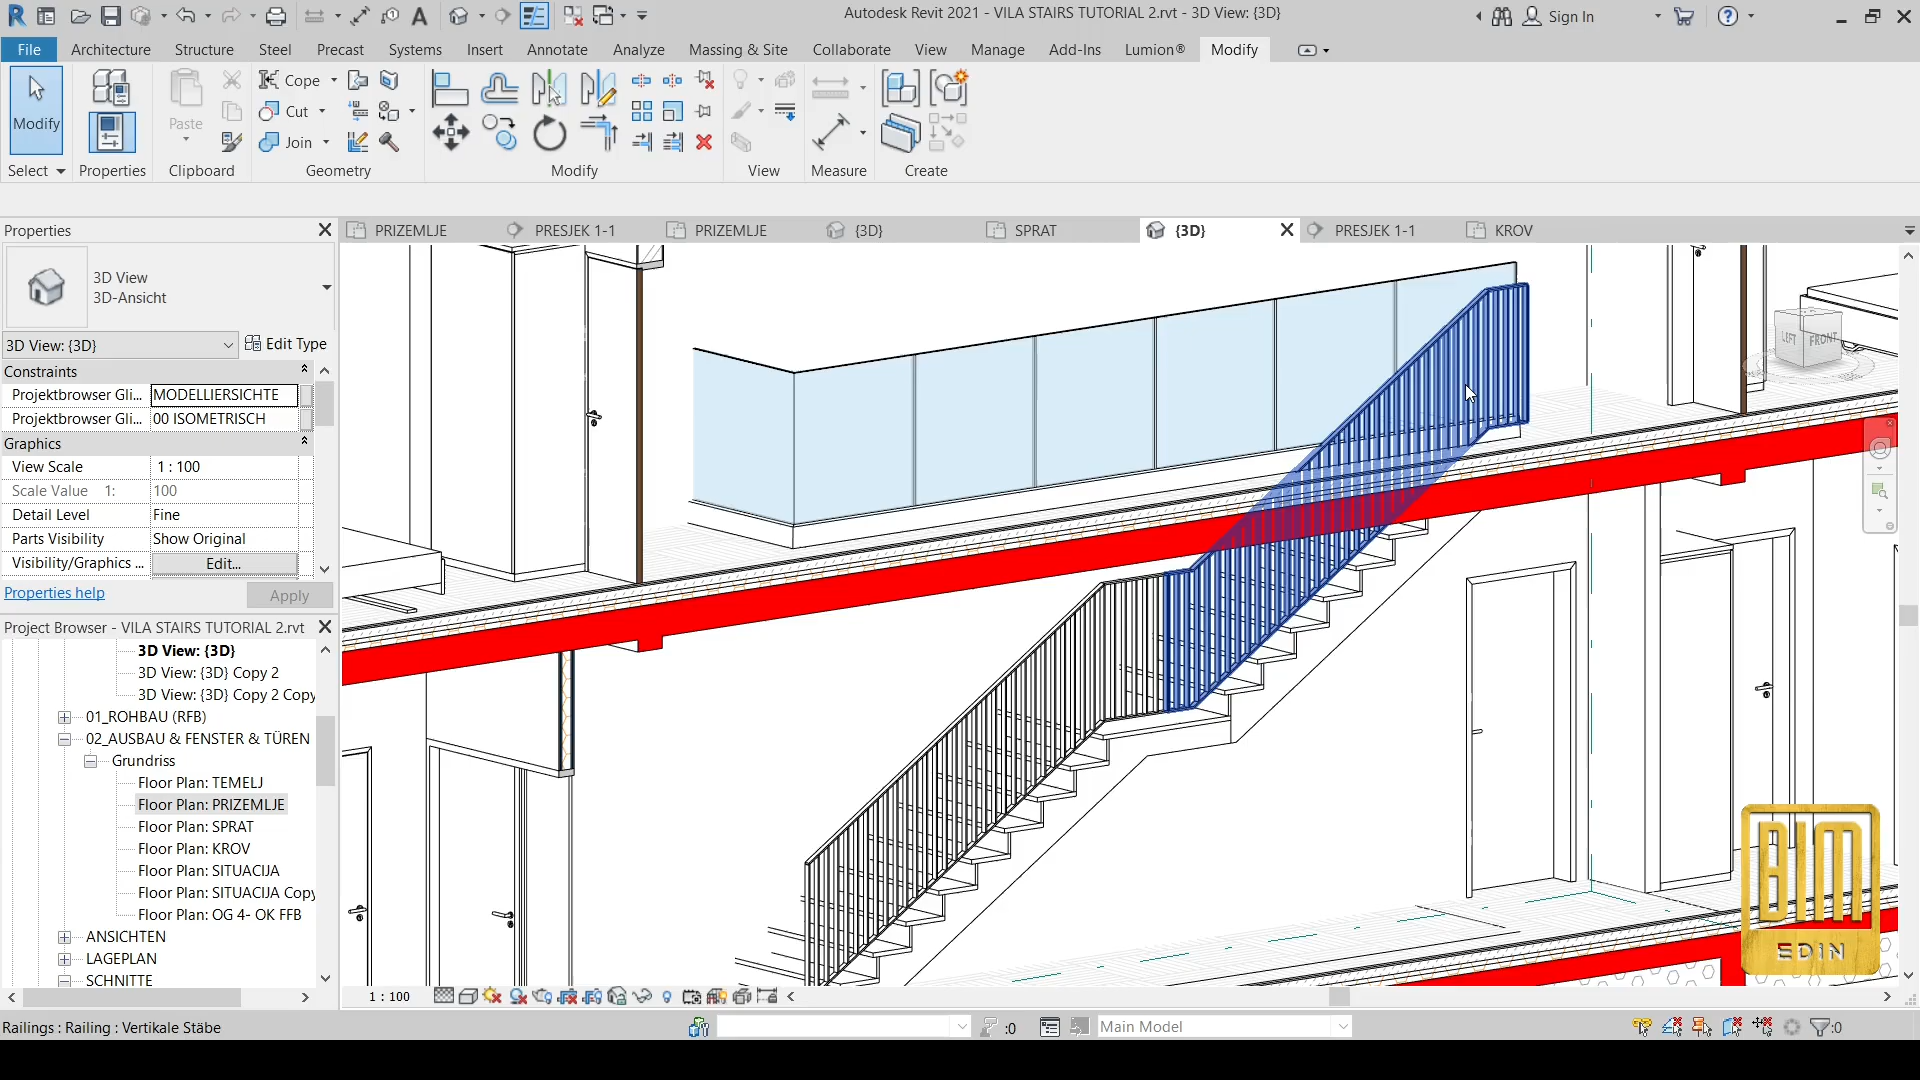 Autodesk Revit 2021 - VILA STAIRS TUTORIAL 2.rvt - 3D View: {3D}
Sign In
File Architecture Structure Steel Precast Systems Insert Annotate Analyze Massing & Site Collaborate View Manage Add-Ins Lumion® Modify
Modify
Paste
Cope
Cut
Join
Select Properties Clipboard Geometry Modify View Measure Create
Properties
PRIZEMLJE PRESJEK 1-1 PRIZEMLJE {3D} SPRAT {3D} PRESJEK 1-1 KROV
3D View
3D-Ansicht
3D View: {3D} Edit Type
Constraints
Projektbrowser Gli... MODELLIERSICHTE
Projektbrowser Gli... 00 ISOMETRISCH
Graphics
View Scale 1 : 100
Scale Value 1: 100
Detail Level Fine
Parts Visibility Show Original
Visibility/Graphics ... Edit...
Properties help Apply
Project Browser - VILA STAIRS TUTORIAL 2.rvt
3D View: {3D}
3D View: {3D} Copy 2
3D View: {3D} Copy 2 Copy
01_ROHBAU (RFB)
02_AUSBAU & FENSTER & TÜREN
Grundriss
Floor Plan: TEMELJ
Floor Plan: PRIZEMLJE
Floor Plan: SPRAT
Floor Plan: KROV
Floor Plan: SITUACIJA
Floor Plan: SITUACIJA Copy
Floor Plan: OG 4- OK FFB
ANSICHTEN
LAGEPLAN
SCHNITTE
LEFT FRONT
BIM
EDIN
1 : 100
Railings : Railing : Vertikale Stäbe
:0
Main Model
:0